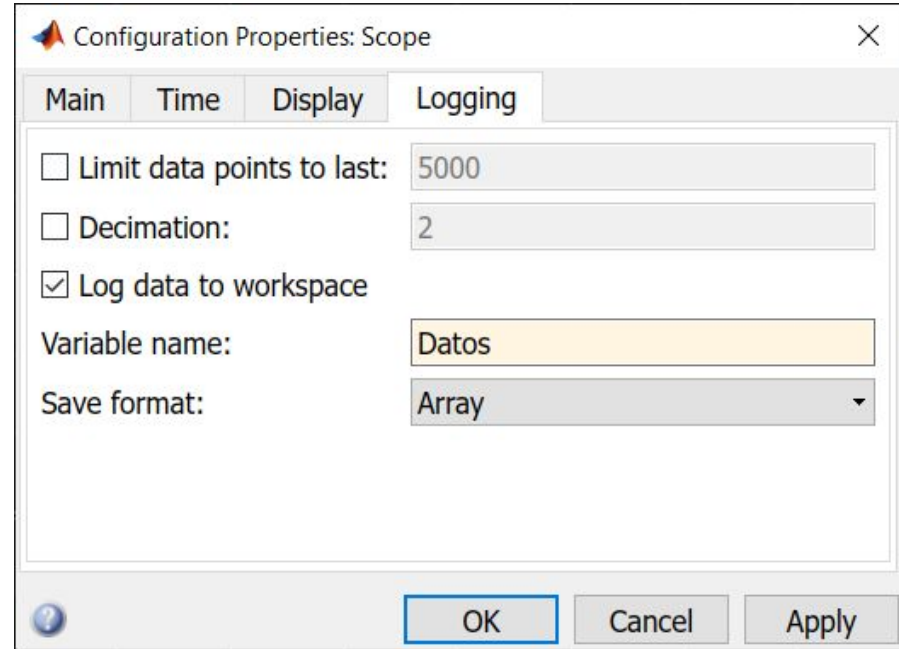 Configuration Properties: Scope
Main Time Display Logging
Limit data points to last: 5000
Decimation: 2
Log data to workspace
Variable name: Datos
Save format: Array
OK Cancel Apply